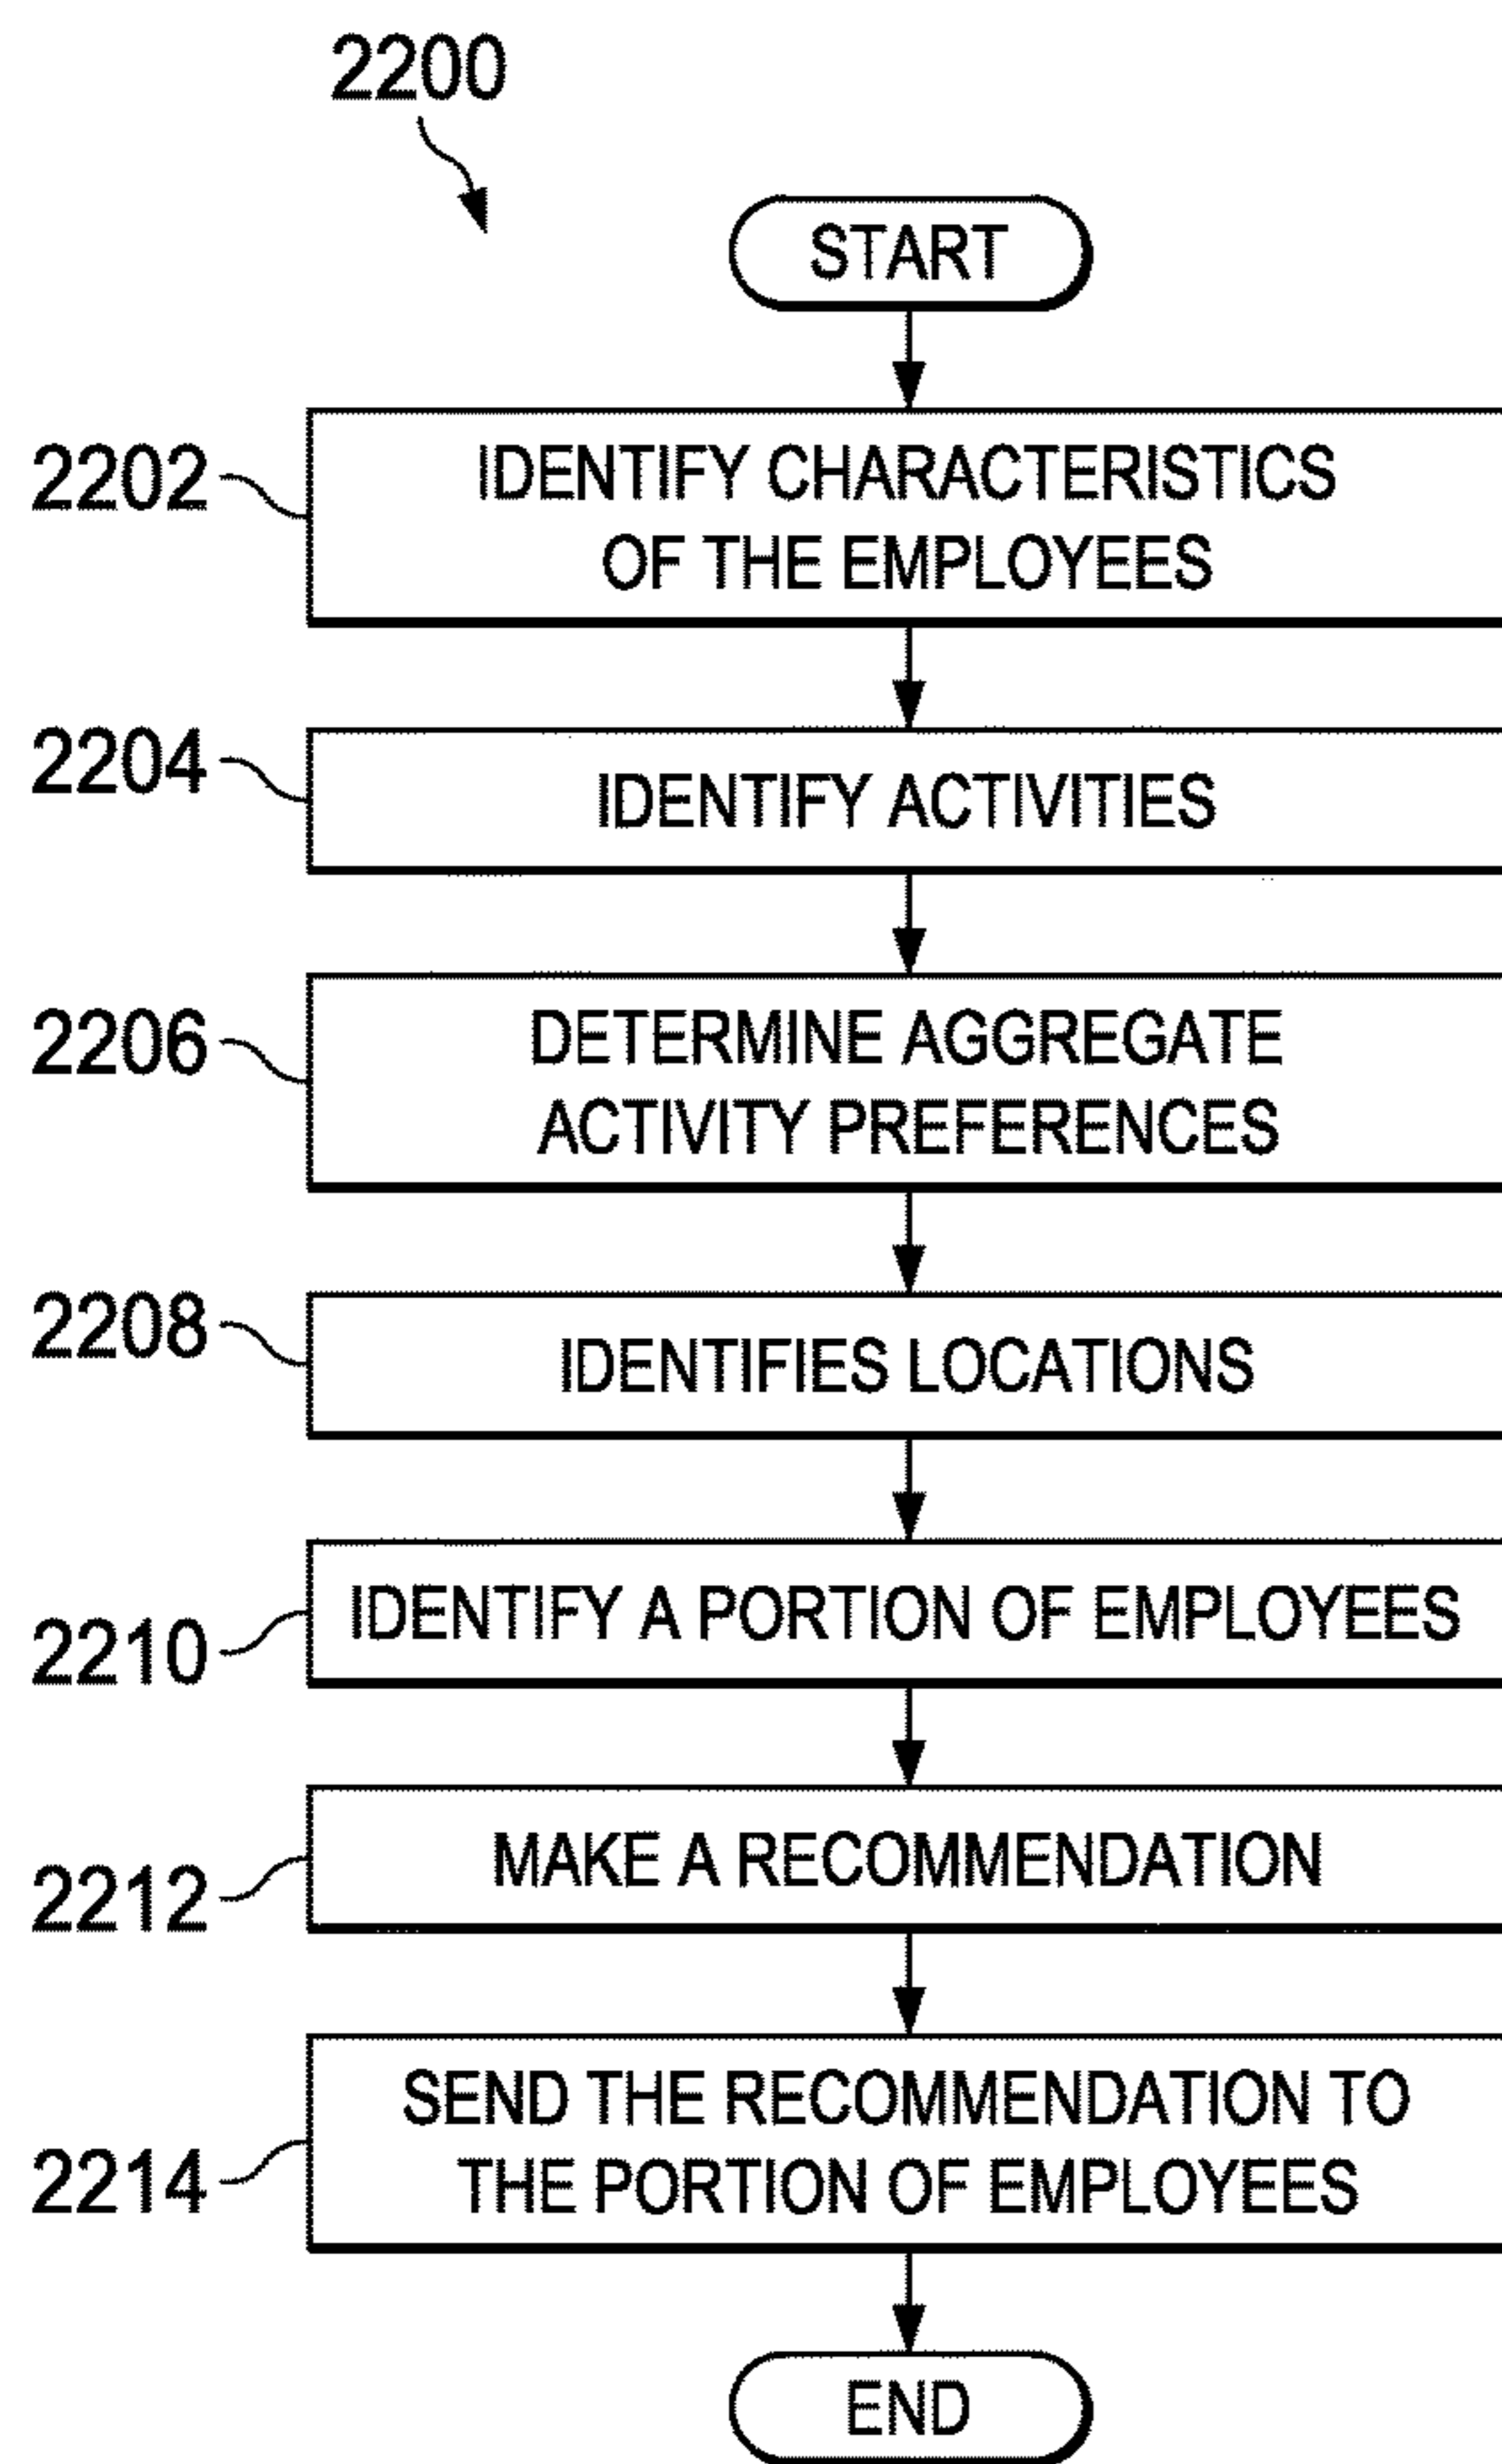 2200
START
2202
IDENTIFY CHARACTERISTICS
OF THE EMPLOYEES
2204
IDENTIFY ACTIVITIES
2206
DETERMINE AGGREGATE
ACTIVITY PREFERENCES
2208
IDENTIFIES LOCATIONS
2210
IDENTIFY A PORTION OF EMPLOYEES
2212
MAKE A RECOMMENDATION
2214
SEND THE RECOMMENDATION TO
THE PORTION OF EMPLOYEES
END